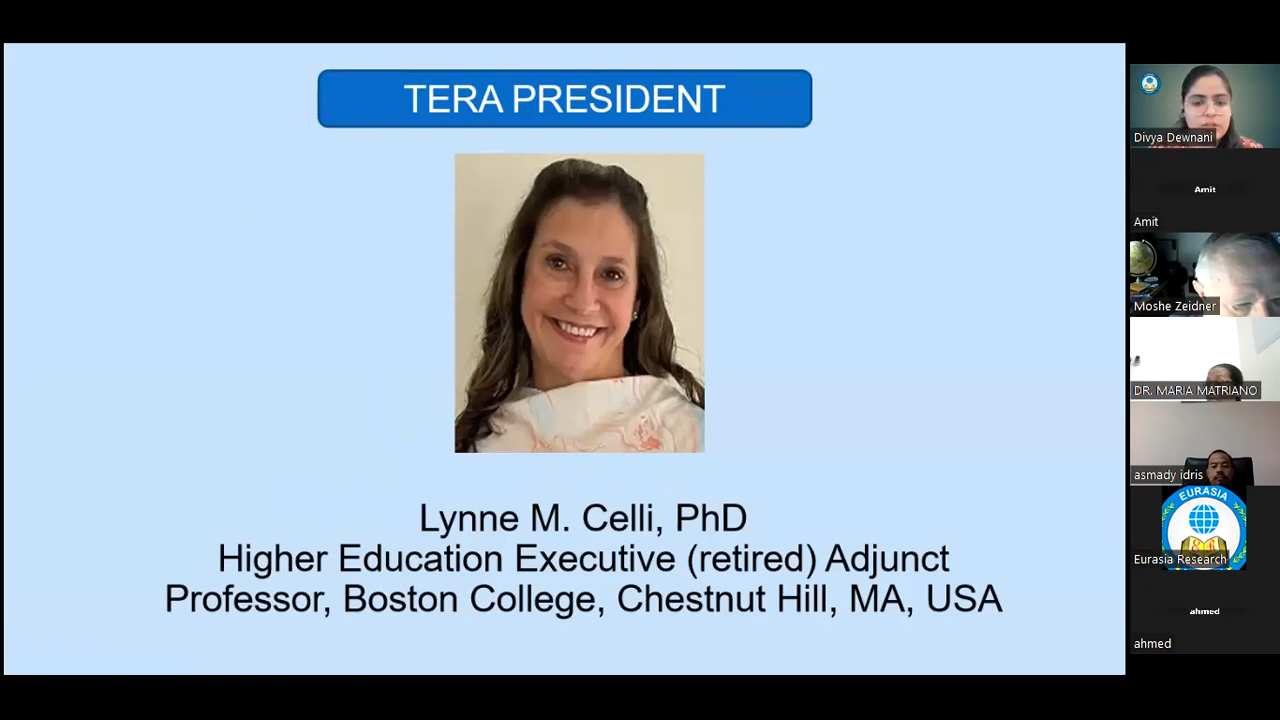 TERA PRESIDENT
Lynne M. Celli, PhD
Higher Education Executive (retired) Adjunct
Professor, Boston College, Chestnut Hill, MA, USA
Divya Dewnani
Amit
Amit
Moshe Zeidner
DR. MARIA MATRIANO
asmady idris
EURASIA
Eurasia Research
ahmed
ahmed